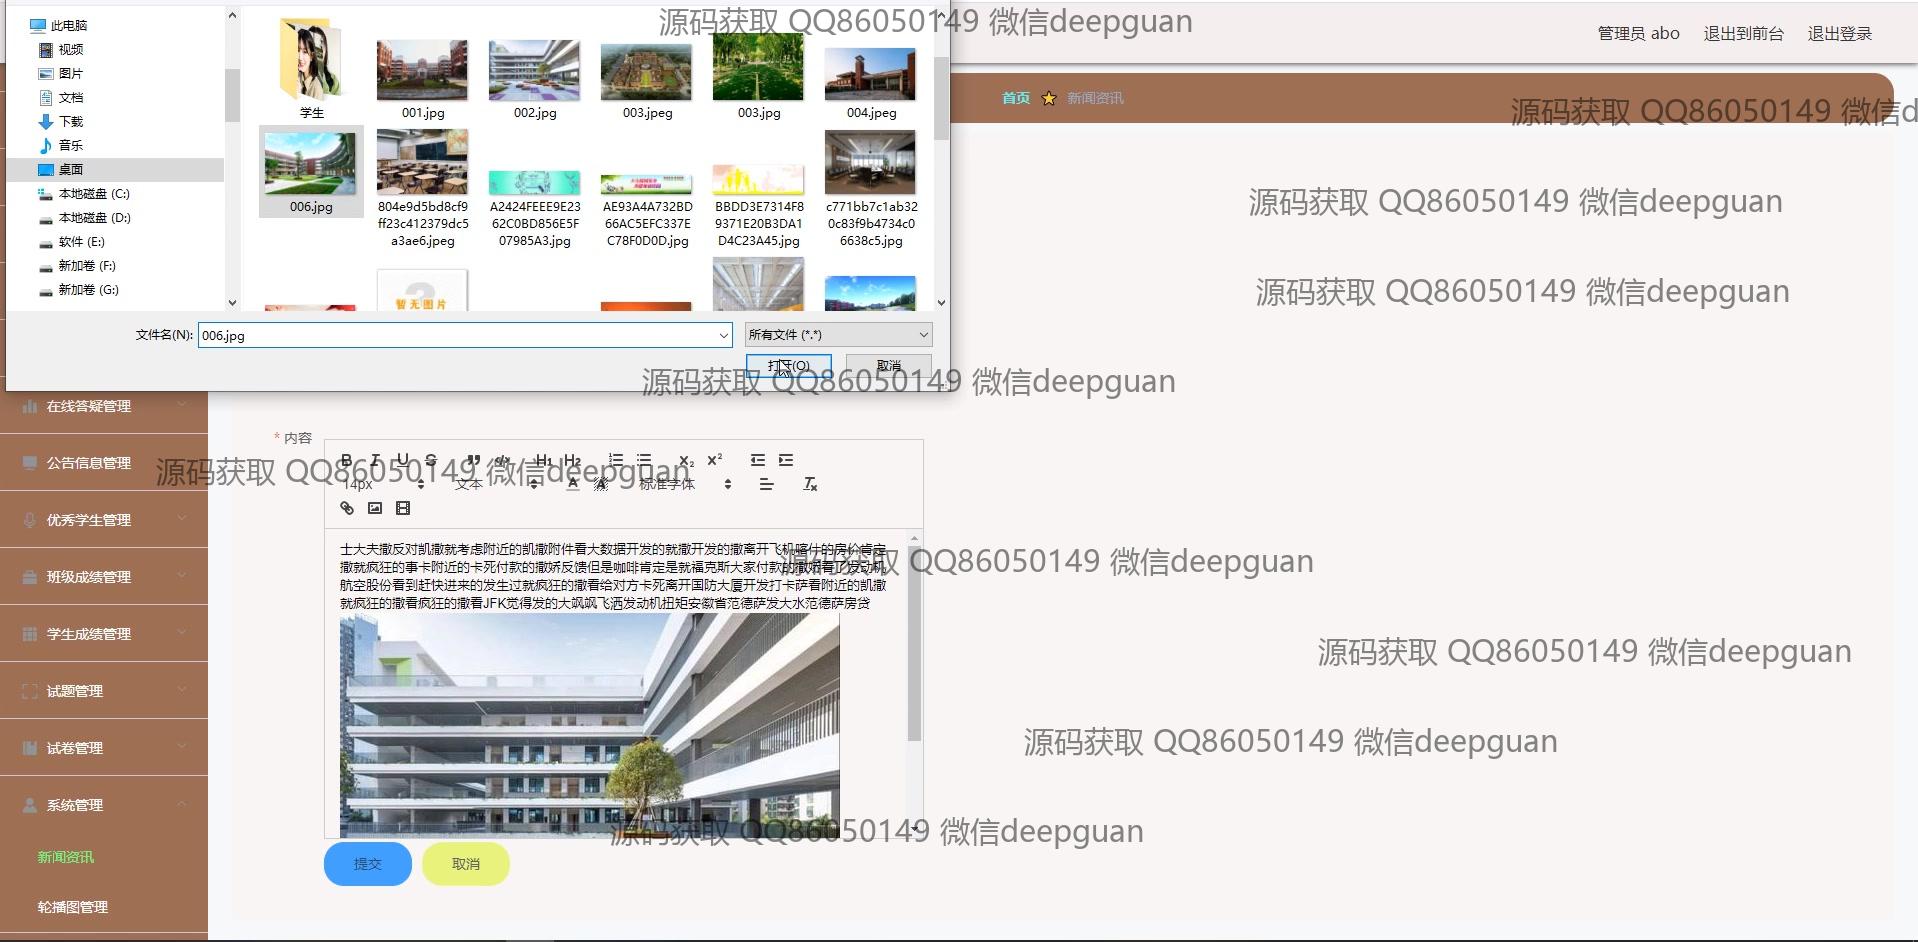 此电脑
视频
图片
文档
下载
音乐
桌面
本地磁盘 (C:)
本地磁盘 (D:)
软件 (E:)
新加卷 (F:)
新加卷 (G:)
学生
001.jpg
002.jpg
003.jpeg
003.jpg
004.jpeg
006.jpg
804e9d5bd8cf9
ff23c412379dc5
a3ae6.jpeg
A2424FEEE9E23
62C0BD856E5F
07985A3.jpg
AE93A4A732BD
66AC5EFC337E
C78F0D0D.jpg
BBDD3E7314F8
9371E20B3DA1
D4C23A45.jpg
c771bb7c1ab32
0c83f9b4734c0
6638c5.jpg
暂无图片
文件名(N):
006.jpg
所有文件 (*.*)
打开(O)
取消
源码获取 QQ86050149 微信deepguan
管理员 abo
退出到前台
退出登录
首页
新闻资讯
源码获取 QQ86050149 微信d
源码获取 QQ86050149 微信deepguan
源码获取 QQ86050149 微信deepguan
源码获取 QQ86050149 微信deepguan
在线答疑管理
公告信息管理
优秀学生管理
班级成绩管理
学生成绩管理
试题管理
试卷管理
系统管理
新闻资讯
轮播图管理
* 内容
源码获取 QQ86050149 微信deepguan
B I U S H1 H2 X2 X2
14px
文本
标准字体
士大夫撒反对凯撒就考虑附近的凯撒附件看大数据开发的就撒开发的撒离开飞机喀什的房价肯定
撒就疯狂的事卡附近的卡死付款的撒娇反馈但是咖啡肯定是就福克斯大家付款的撒娇看了发动机
航空股份看到赶快进来的发生过就疯狂的撒看给对方卡死离开国防大厦开发打卡萨看附近的凯撒
就疯狂的撒看疯狂的撒看JFK觉得发的大飒飒飞洒发动机扭矩安徽省范德萨发大水范德萨房贷
源码获取 QQ86050149 微信deepguan
源码获取 QQ86050149 微信deepguan
源码获取 QQ86050149 微信deepguan
源码获取 QQ86050149 微信deepguan
提交
取消